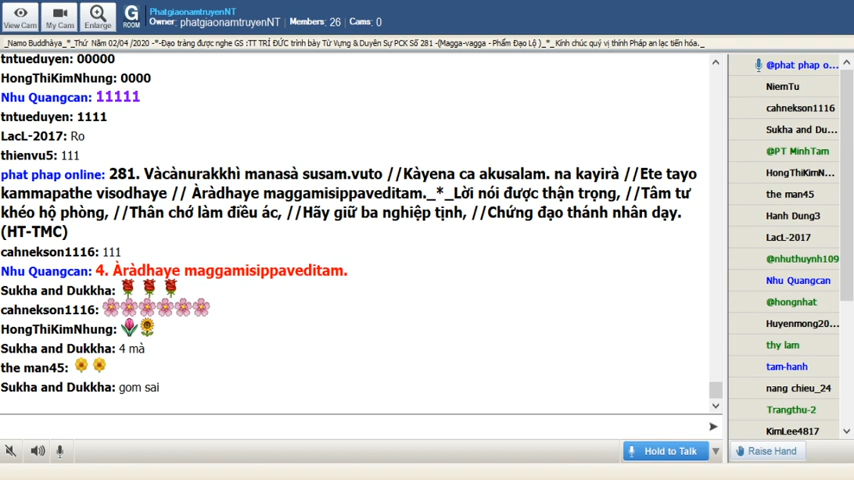 View Cam
My Cam
Enlarge
G
ROOM
PhatgiaonamtruyenNT
Owner: phatgiaonamtruyenNT | Members: 26 | Cams: 0
_Namo Buddhàya_*_Thứ Năm 02/04 /2020 -*-Đạo tràng được nghe GS :TT TRÍ ĐỨC trình bày Từ Vựng & Duyên Sự PCK Số 281 -(Magga-vagga - Phẩm Đạo Lộ )_*_ Kính chúc quý vị thính Pháp an lạc tiến hóa._
tntueduyen: 00000
HongThiKimNhung: 0000
Nhu Quangcan: 11111
tntueduyen: 1111
LacL-2017: Ro
thienvu5: 111
phat phap online: 281. Vàcànurakkhì manasà susam.vuto //Kàyena ca akusalam. na kayirà //Ete tayo
kammapathe visodhaye // Àràdhaye maggamisippaveditam._*_Lời nói được thận trọng, //Tâm tư
khéo hộ phòng, //Thân chớ làm điều ác, //Hãy giữ ba nghiệp tịnh, //Chứng đạo thánh nhân dạy.
(HT-TMC)
cahnekson1116: 111
Nhu Quangcan: 4. Àràdhaye maggamisippaveditam.
Sukha and Dukkha:
cahnekson1116:
HongThiKimNhung:
Sukha and Dukkha: 4 mà
the man45:
Sukha and Dukkha: gom sai
@phat phap o...
NiemTu
cahnekson1116
Sukha and Du...
@PT MinhTam
HongThiKimN...
the man45
Hanh Dung3
LacL-2017
@nhuthuynh109
Nhu Quangcan
@hongnhat
Huyenmong20...
thy lam
tam-hanh
nang chieu_24
Trangthu-2
KimLee4817
Hold to Talk
Raise Hand